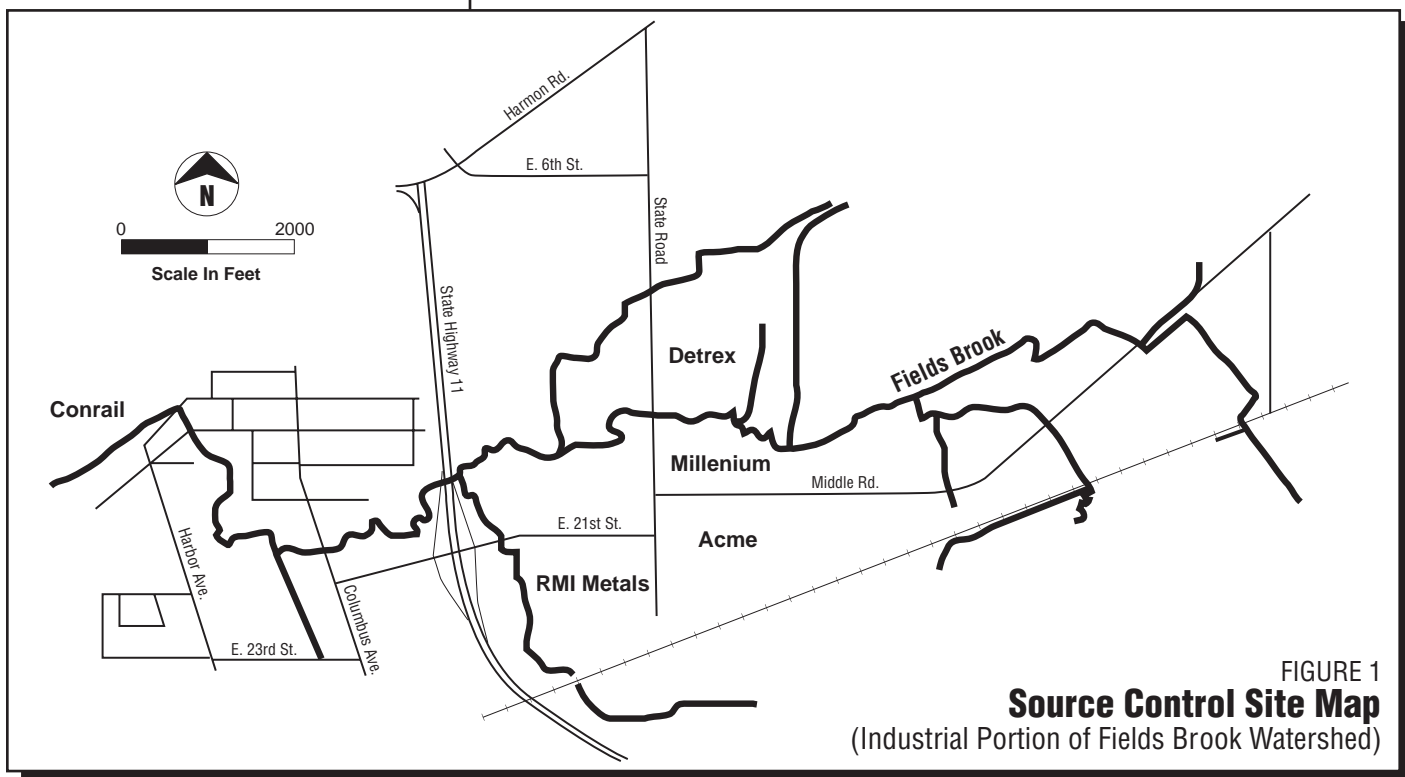 Harmon Rd.
E. 6th St.
N
0 2000
Scale In Feet
State Road
State Highway 11
Detrex
Fields Brook
Conrail
Millenium
Middle Rd.
E. 21st St.
Acme
Harbor Ave.
RMI Metals
Columbus Ave.
E. 23rd St.
FIGURE 1
Source Control Site Map
(Industrial Portion of Fields Brook Watershed)